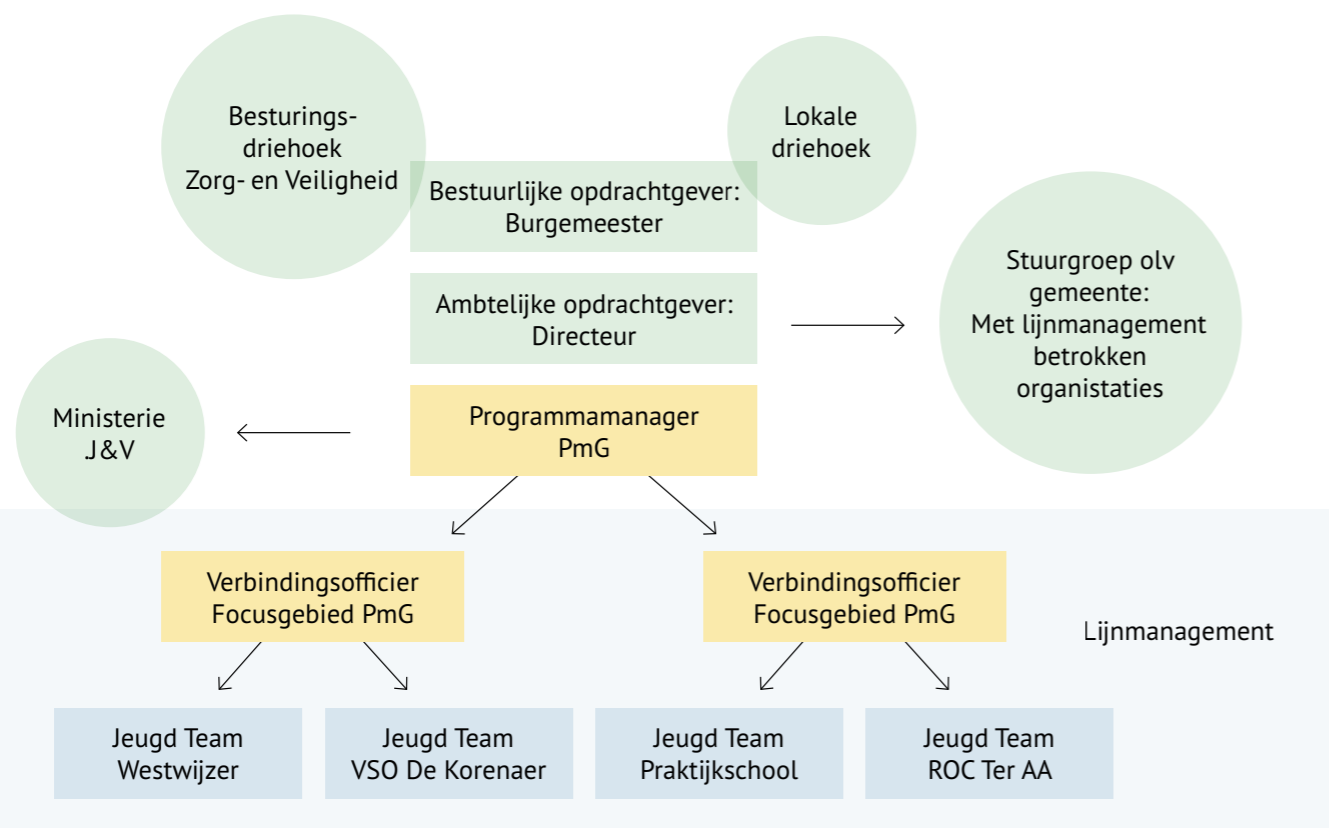 Besturings-
driehoek
Zorg- en Veiligheid
Lokale
driehoek
Bestuurlijke opdrachtgever:
Burgemeester
Ambtelijke opdrachtgever:
Directeur
Stuurgroep olv
gemeente:
Met lijnmanagement
betrokken
organistaties
Ministerie
J&V
Programmamanager
PmG
Verbindingsofficier
Focusgebied PmG
Verbindingsofficier
Focusgebied PmG
Lijnmanagement
Jeugd Team
Westwijzer
Jeugd Team
VSO De Korenaer
Jeugd Team
Praktijkschool
Jeugd Team
ROC Ter AA